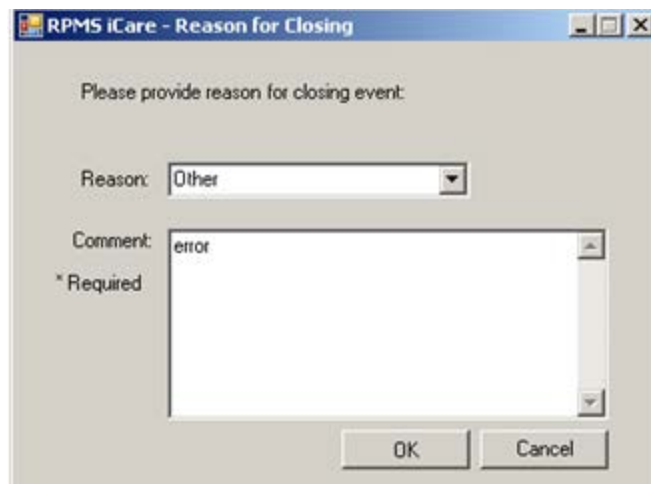 RPMS iCare - Reason for Closing
Please provide reason for closing event:
Reason: Other
Comment: error
* Required
OK Cancel